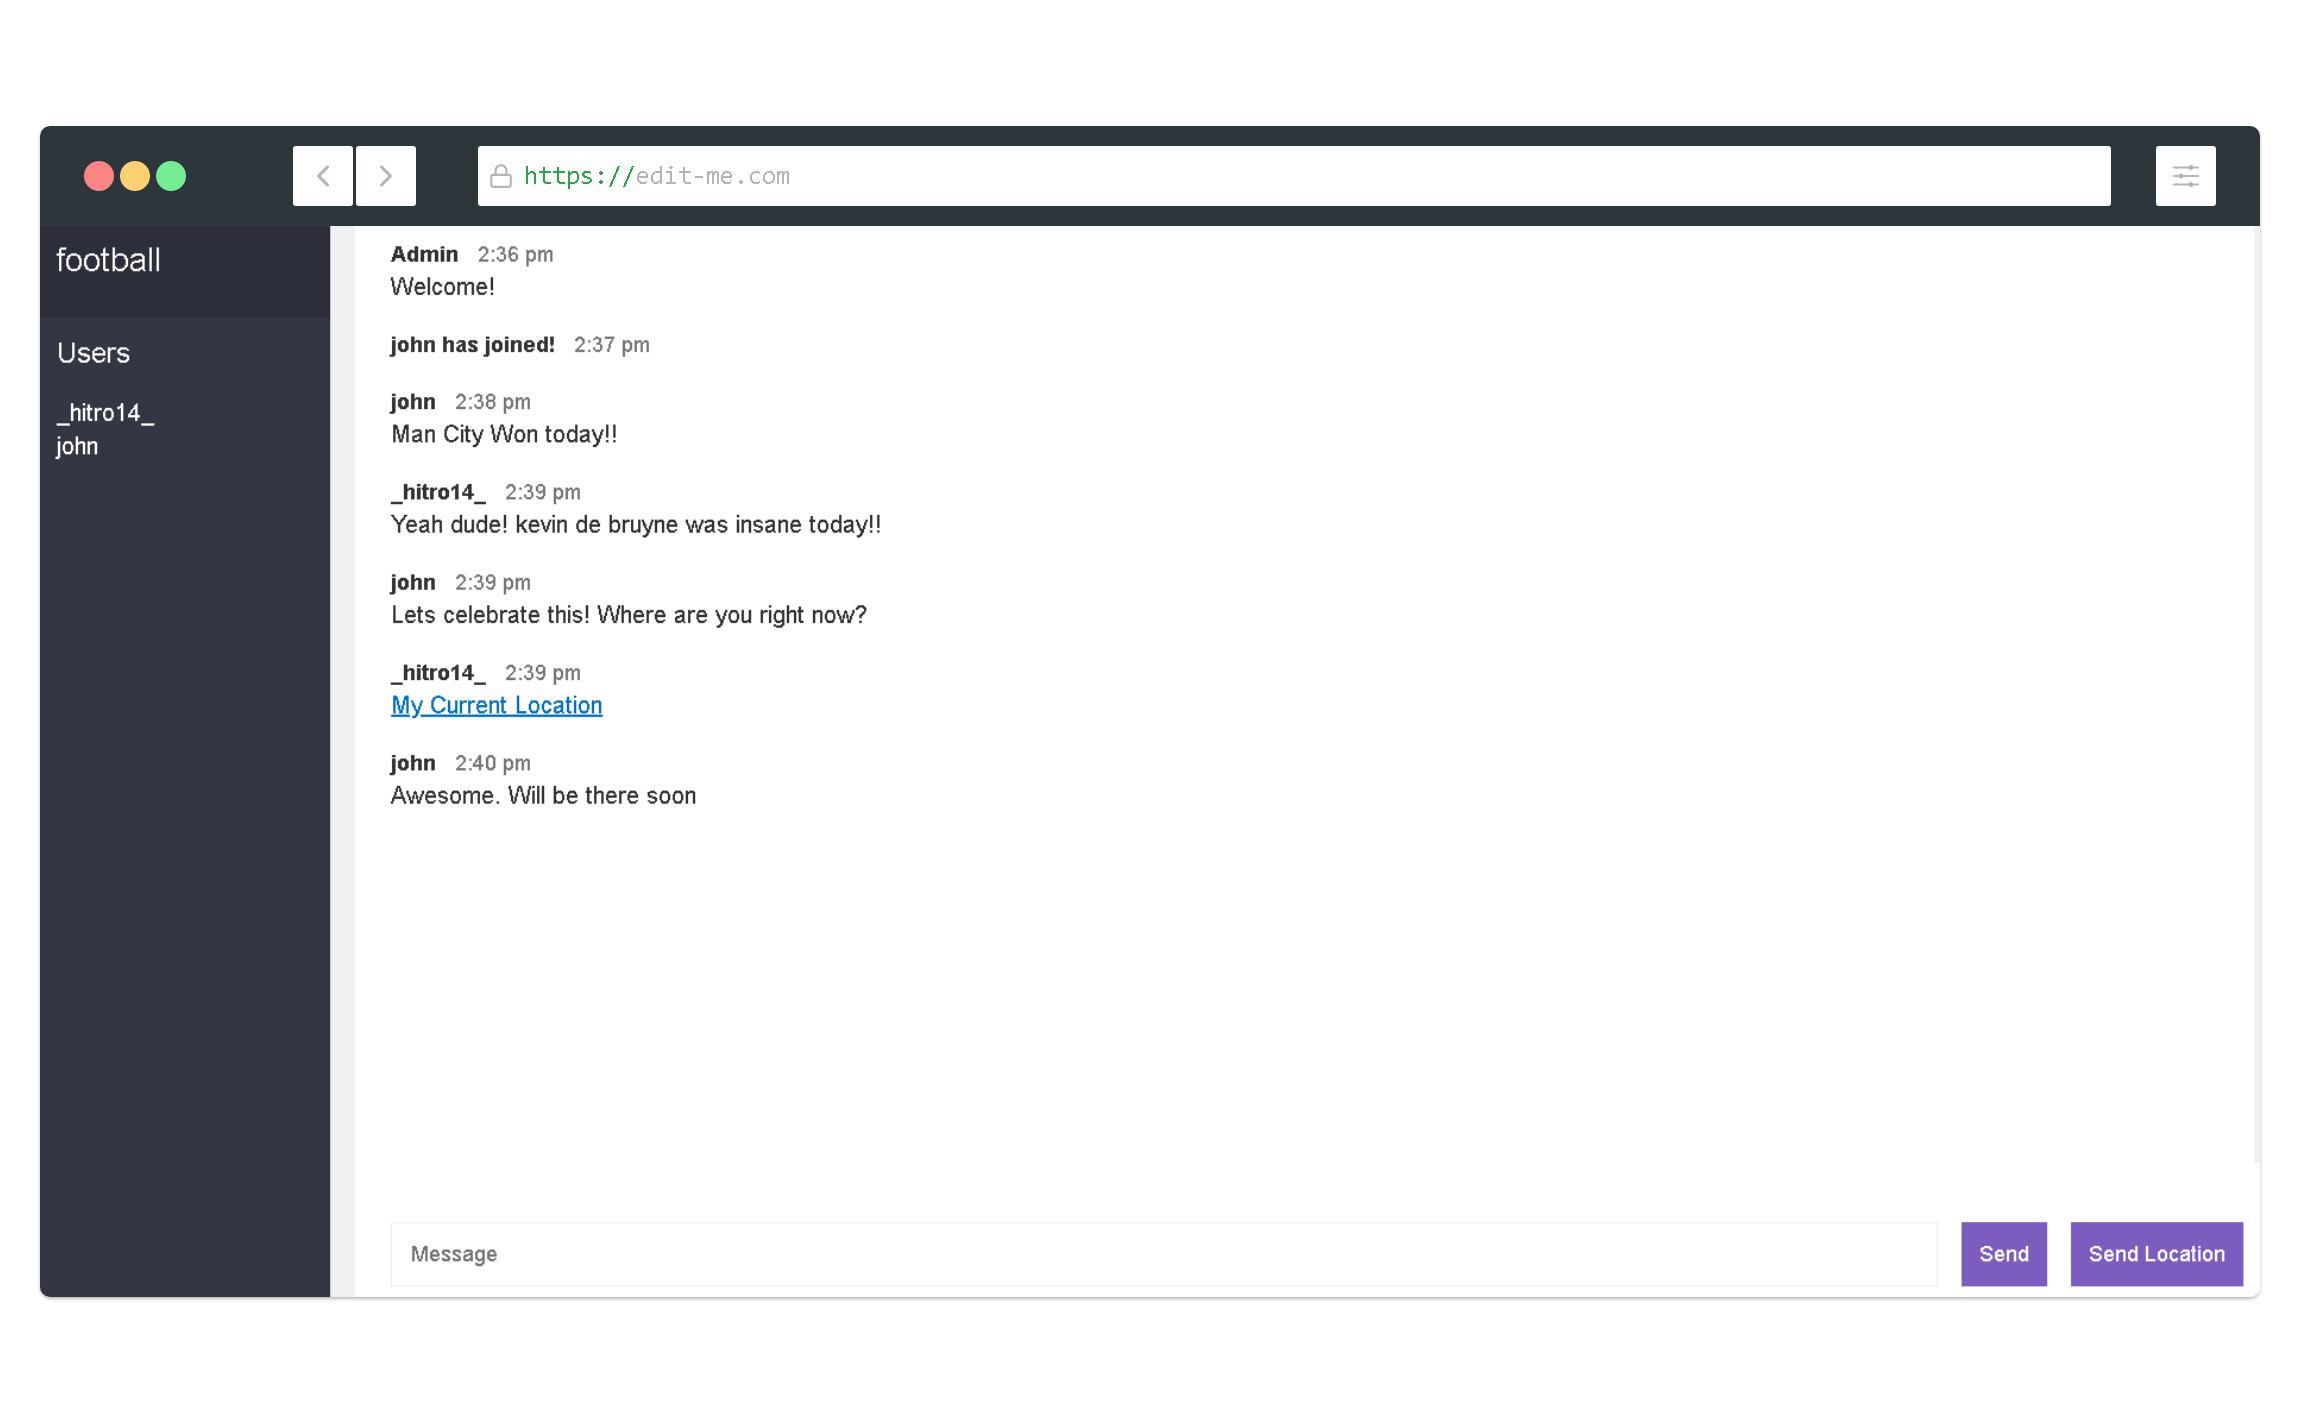 https://edit-me.com
football
Users
_hitro14_
john
Admin 2:36 pm
Welcome!
john has joined! 2:37 pm
john 2:38 pm
Man City Won today!!
_hitro14_ 2:39 pm
Yeah dude! kevin de bruyne was insane today!!
john 2:39 pm
Lets celebrate this! Where are you right now?
_hitro14_ 2:39 pm
My Current Location
john 2:40 pm
Awesome. Will be there soon
Message
Send
Send Location